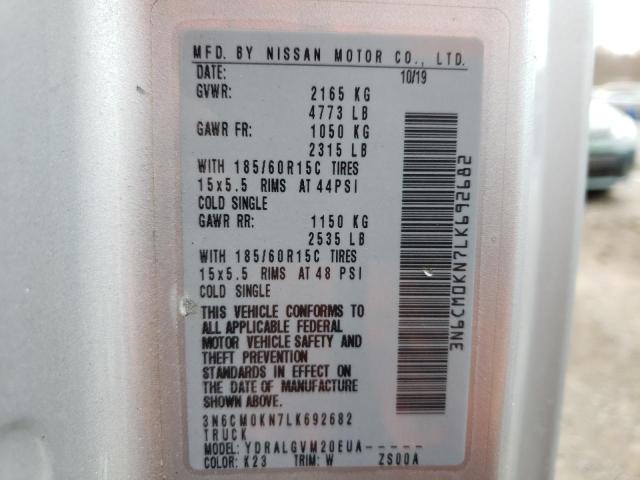 MFD. BY NISSAN MOTOR CO., LTD.
DATE: 10/19
GVWR: 2165 KG
4773 LB
GAWR FR: 1050 KG
2315 LB
WITH 185/60R15C TIRES
15x5.5 RIMS AT 44PSI
COLD SINGLE
GAWR RR: 1150 KG
2535 LB
WITH 185/60R15C TIRES
15x5.5 RIMS AT 48 PSI
COLD SINGLE
THIS VEHICLE CONFORMS TO
ALL APPLICABLE FEDERAL
MOTOR VEHICLE SAFETY AND
THEFT PREVENTION
STANDARDS IN EFFECT ON
THE DATE OF MANUFACTURE
SHOWN ABOVE.
3N6CM0KN7LK692682
TRUCK
MODEL: YDRALGVM20EUA-----
COLOR: K23 TRIM: W ZS00A
3N6CM0KN7LK692682